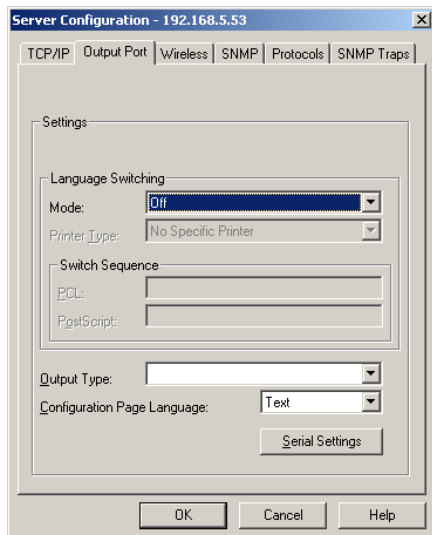 Server Configuration - 192.168.5.53
TCP/IP Output Port Wireless SNMP Protocols SNMP Traps
Settings
Language Switching
Mode: Off
Printer Type: No Specific Printer
Switch Sequence
PCL:
PostScript:
Output Type:
Configuration Page Language: Text
Serial Settings
OK Cancel Help